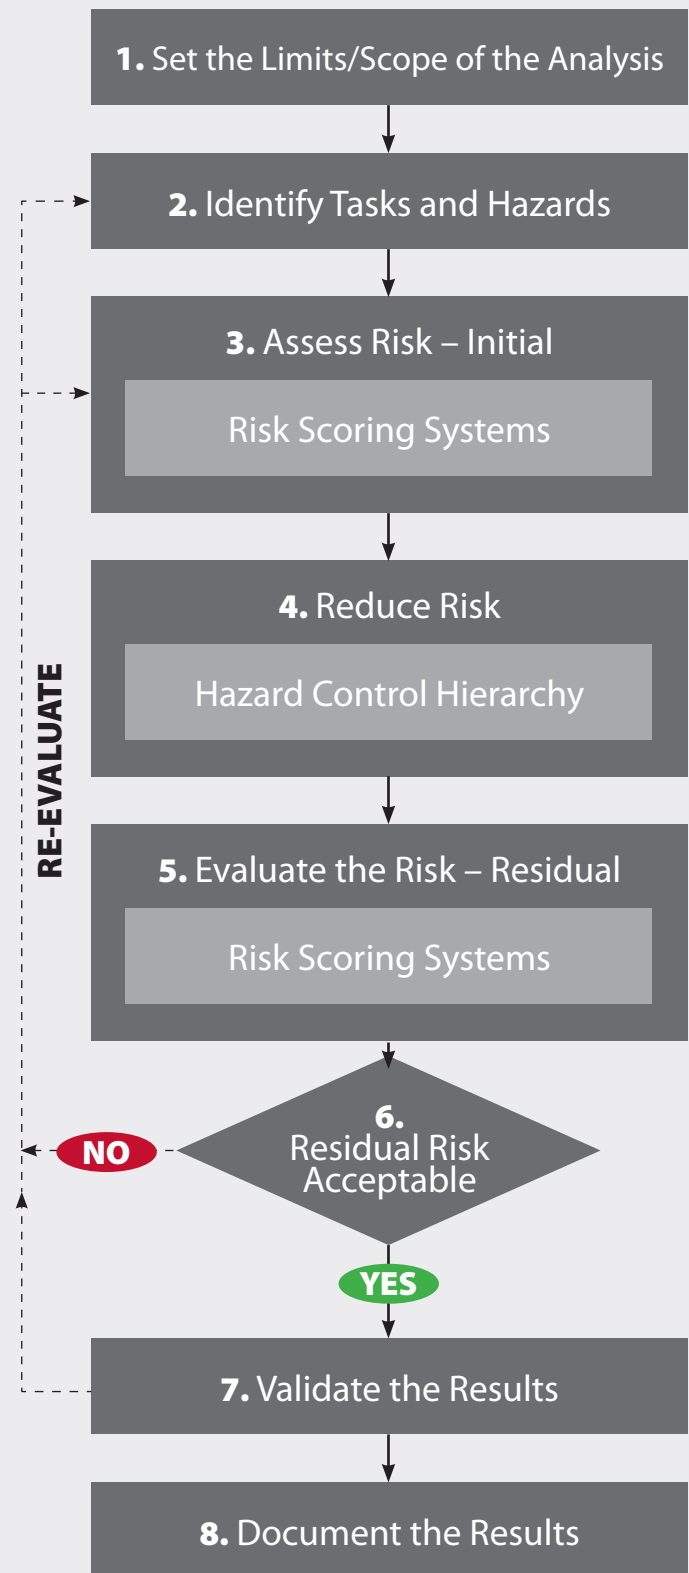 1. Set the Limits/Scope of the Analysis
2. Identify Tasks and Hazards
3. Assess Risk – Initial
Risk Scoring Systems
4. Reduce Risk
Hazard Control Hierarchy
RE-EVALUATE
5. Evaluate the Risk – Residual
Risk Scoring Systems
6.
Residual Risk
Acceptable
NO
YES
7. Validate the Results
8. Document the Results